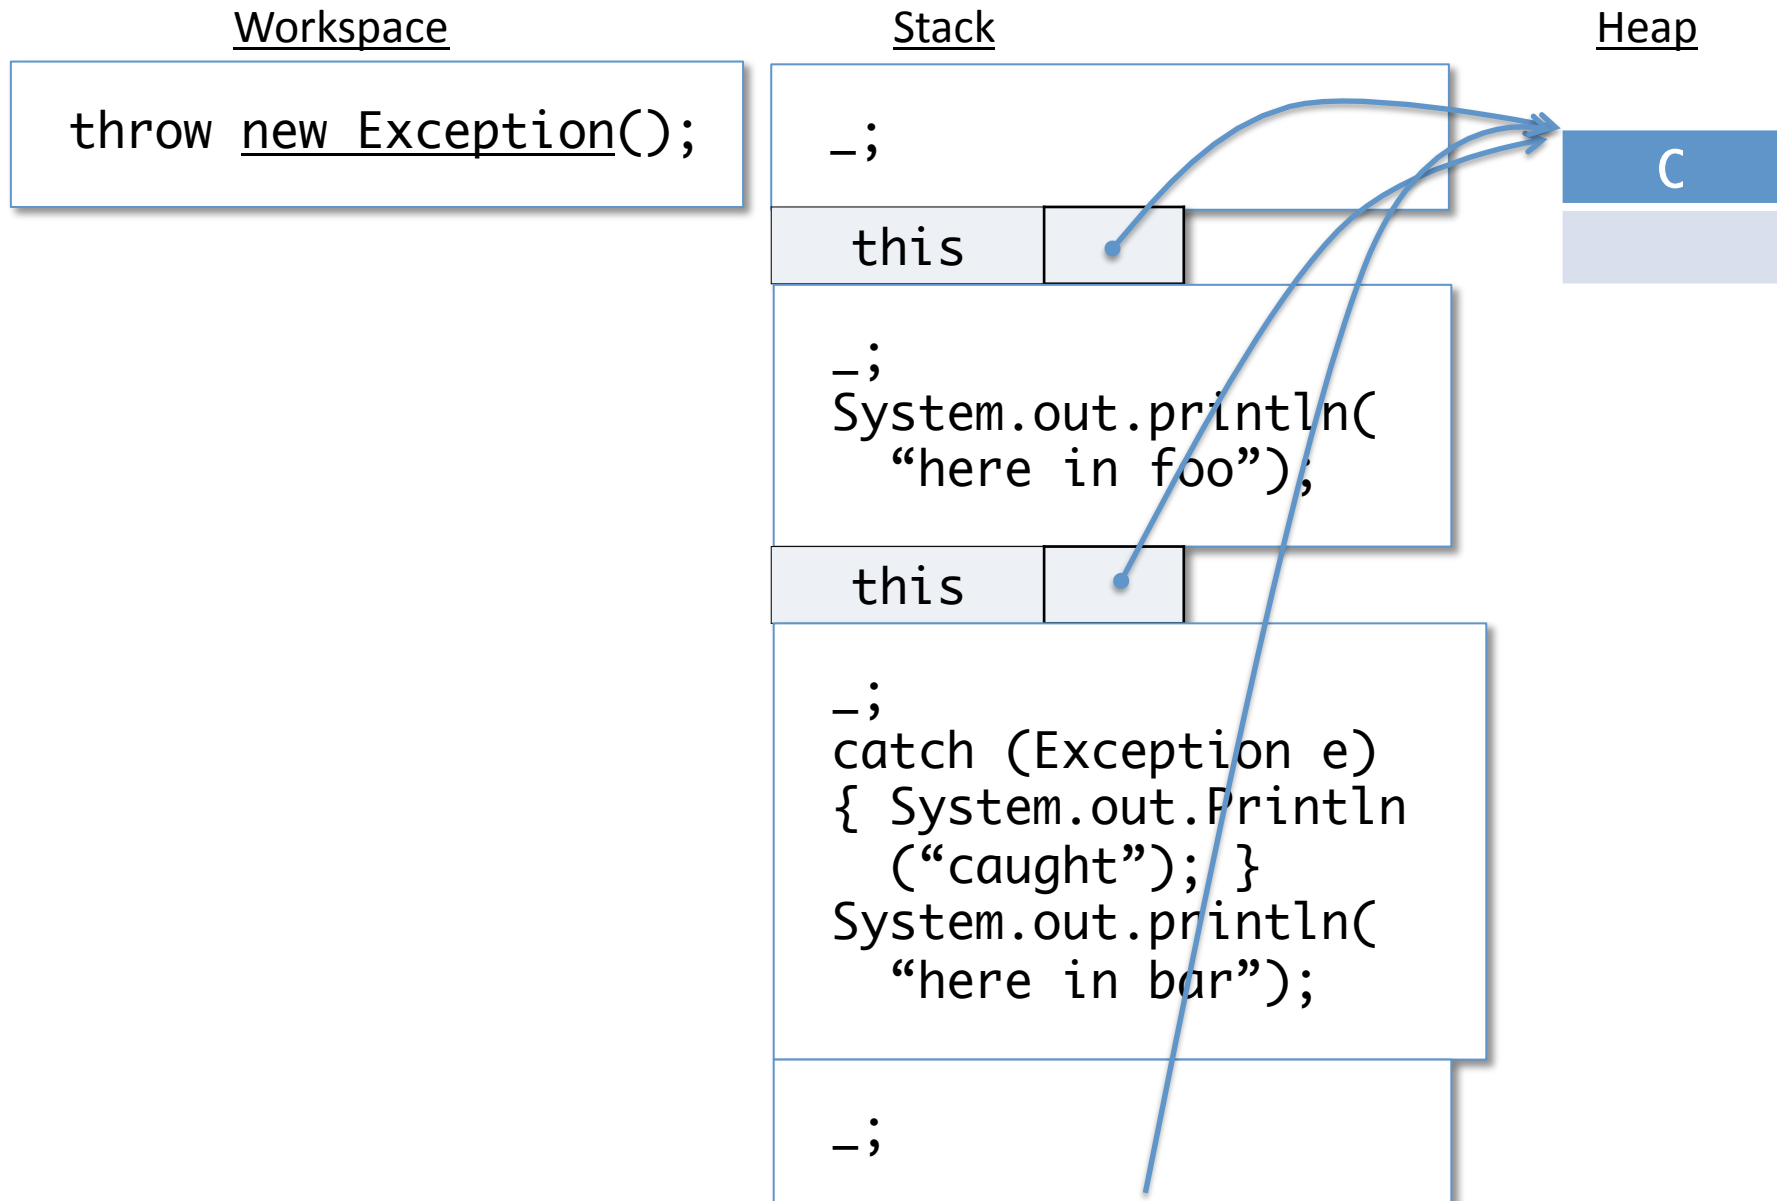 Workspace
Stack
Heap
throw new Exception();
_;
C
this
_;
System.out.println(
“here in foo”);
this
_;
catch (Exception e)
{ System.out.Println
(“caught”); }
System.out.println(
“here in bar”);
_;